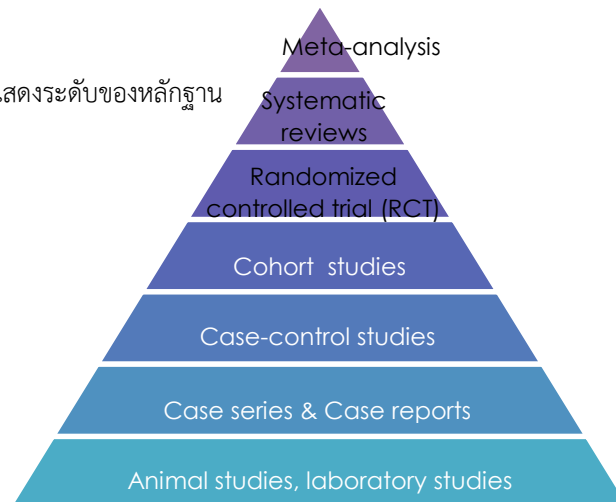 Meta-analysis
สดงระดับของหลักฐาน
Systematic
reviews
Randomized
controlled trial (RCT)
Cohort studies
Case-control studies
Case series & Case reports
Animal studies, laboratory studies